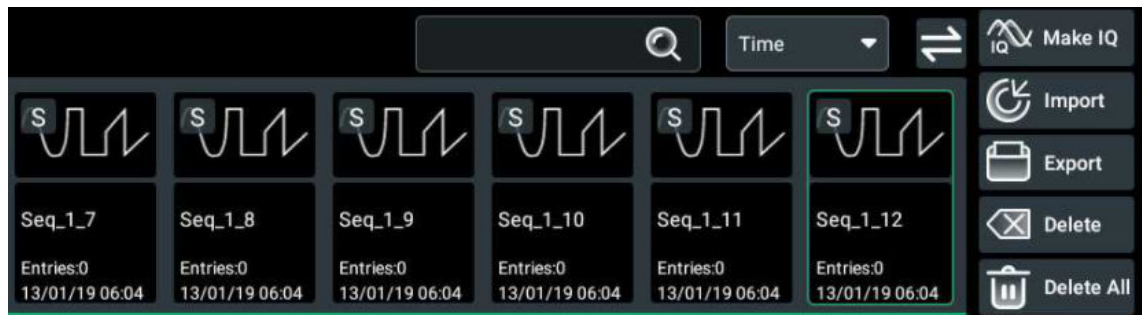 Time
IQ Make IQ
Import
Export
Delete
Delete All
S S S S S S
Seq_1_7 Seq_1_8 Seq_1_9 Seq_1_10 Seq_1_11 Seq_1_12
Entries:0 Entries:0 Entries:0 Entries:0 Entries:0 Entries:0
13/01/19 06:04 13/01/19 06:04 13/01/19 06:04 13/01/19 06:04 13/01/19 06:04 13/01/19 06:04